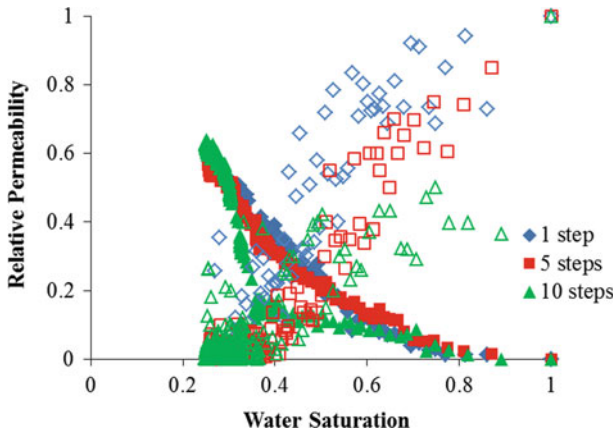 1
0.8
0.6
0.4
0.2
0
0 0.2 0.4 0.6 0.8 1
Relative Permeability
Water Saturation
1 step
5 steps
10 steps